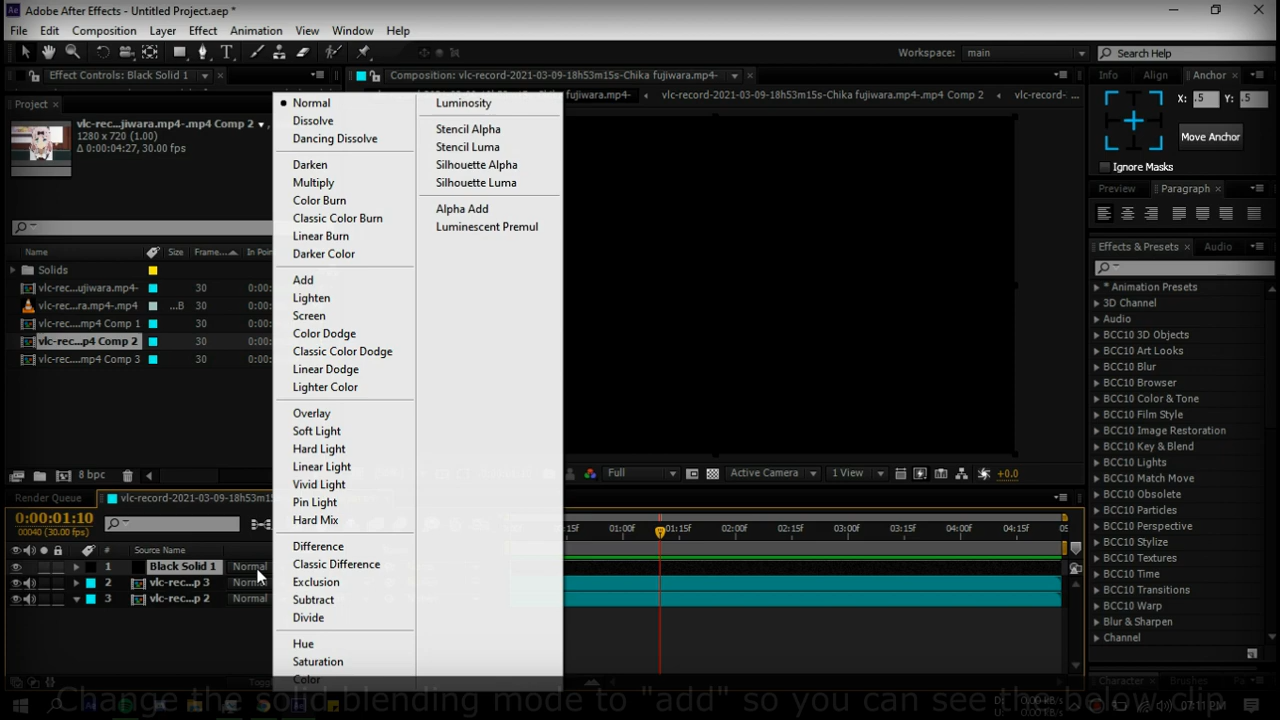 Adobe After Effects - Untitled Project.aep *
File Edit Composition Layer Effect Animation View Window Help
Workspace: main
Search Help
Effect Controls: Black Solid 1
Composition: vlc-record-2021-03-09-18h53m15s-Chika fujiwara.mp4-
Info Align Anchor
Project
fujiwara.mp4-.mp4 Comp
vlc-record-2021-03-09-18h53m15s-Chika fujiwara.mp4-.mp4 Comp 2
vlc-record- ...
vlc-rec...jiwara.mp4-.mp4 Comp 2
1280 x 720 (1.00)
Δ 0:00:04:27, 30.00 fps
X: .5 Y: .5
Move Anchor
Ignore Masks
Preview Paragraph
Effects & Presets Audio
Name Size Frame... In Poin
Solids
vlc-rec...ujiwara.mp4- 30 0:00:
vlc-rec...ra.mp4-.mp4 ...B 30 0:00:
vlc-rec....mp4 Comp 1 30 0:00:
vlc-rec...p4 Comp 2 30 0:00:
vlc-rec....mp4 Comp 3 30 0:00:
8 bpc
Normal
Dissolve
Dancing Dissolve
Darken
Multiply
Color Burn
Classic Color Burn
Linear Burn
Darker Color
Add
Lighten
Screen
Color Dodge
Classic Color Dodge
Linear Dodge
Lighter Color
Overlay
Soft Light
Hard Light
Linear Light
Vivid Light
Pin Light
Hard Mix
Difference
Classic Difference
Exclusion
Subtract
Divide
Hue
Saturation
Color
Luminosity
Stencil Alpha
Stencil Luma
Silhouette Alpha
Silhouette Luma
Alpha Add
Luminescent Premul
Full Active Camera 1 View +0.0
* Animation Presets
3D Channel
Audio
BCC10 3D Objects
BCC10 Art Looks
BCC10 Blur
BCC10 Browser
BCC10 Color & Tone
BCC10 Film Style
BCC10 Image Restoration
BCC10 Key & Blend
BCC10 Lights
BCC10 Match Move
BCC10 Obsolete
BCC10 Particles
BCC10 Perspective
BCC10 Stylize
BCC10 Textures
BCC10 Time
BCC10 Transitions
BCC10 Warp
Blur & Sharpen
Channel
Character Brushes
Render Queue vlc-record-2021-03-09-18h53m15
0:00:01:10
00040 (30.00 fps)
:15f 01:00f 01:15f 02:00f 02:15f 03:00f 03:15f 04:00f 04:15f 05
# Source Name
1 Black Solid 1 Normal
2 vlc-rec...p 3 Normal
3 vlc-rec...p 2 Normal
Change the solid blending mode to "add" so you can see the below clip
07:11 PM